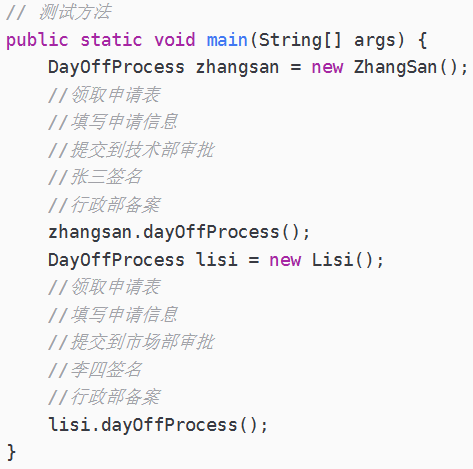 // 测试方法
public static void main(String[] args) {
    DayOffProcess zhangsan = new ZhangSan();
    //领取申请表
    //填写申请信息
    //提交到技术部审批
    //张三签名
    //行政部备案
    zhangsan.dayOffProcess();
    DayOffProcess lisi = new Lisi();
    //领取申请表
    //填写申请信息
    //提交到市场部审批
    //李四签名
    //行政部备案
    lisi.dayOffProcess();
}